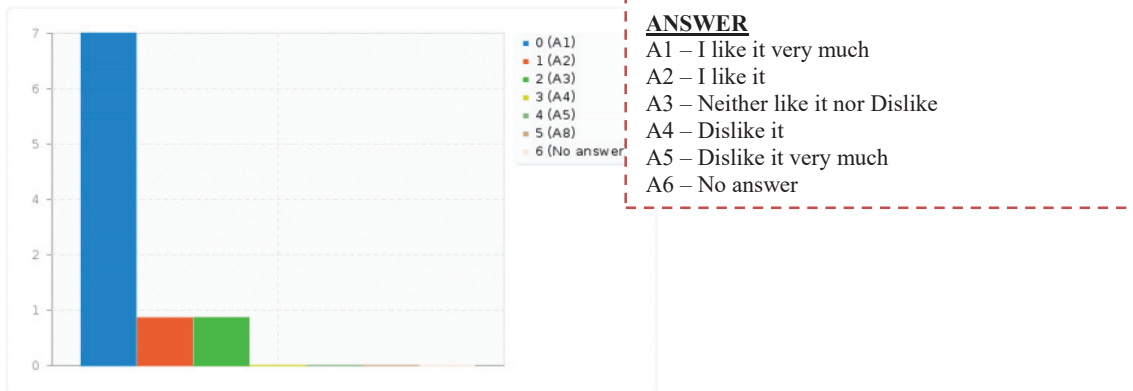 7
6
5
4
2
1
0
0 (A1)
1 (A2)
2 (A3)
3 (A4)
4 (A5)
5 (A8)
6 (No answer
ANSWER
A1 – I like it very much
A2 – I like it
A3 – Neither like it nor Dislike
A4 – Dislike it
A5 – Dislike it very much
A6 – No answer